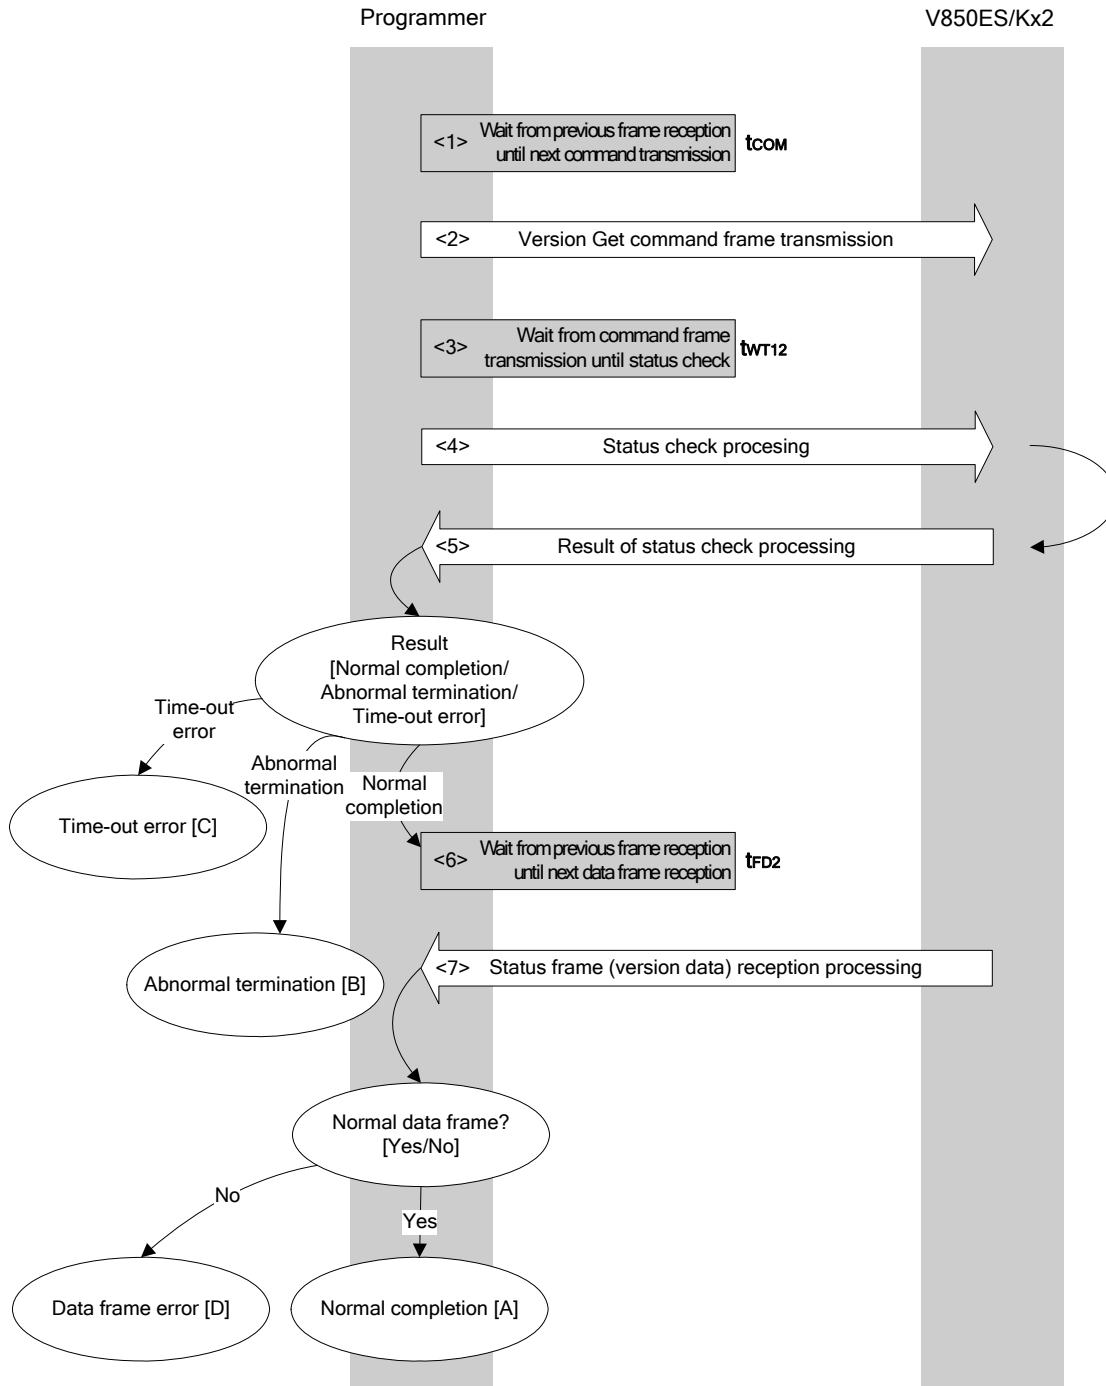 Programmer
V850ES/Kx2
<1> Wait from previous frame reception
until next command transmission
tCOM
<2> Version Get command frame transmission
<3> Wait from command frame
transmission until status check
tWT12
<4> Status check procesing
<5> Result of status check processing
Result
[Normal completion/
Abnormal termination/
Time-out error]
Time-out
error
Abnormal
termination
Normal
completion
Time-out error [C]
<6> Wait from previous frame reception
until next data frame reception
tFD2
Abnormal termination [B]
<7> Status frame (version data) reception processing
Normal data frame?
[Yes/No]
No
Yes
Data frame error [D]
Normal completion [A]